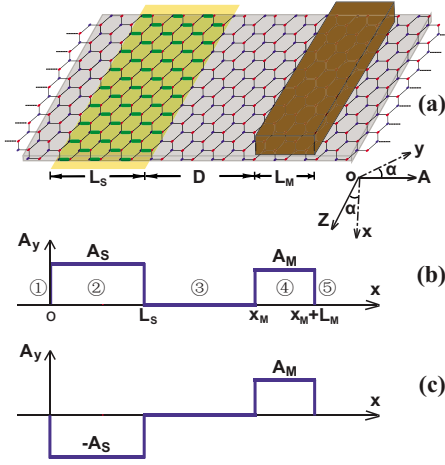 (a)
L_S D L_M
y
o α A
α
Z
x
A_y
A_S A_M (b)
① ② ③ ④ ⑤ x
o L_S x_M x_M+L_M
A_y
A_M (c)
x
-A_S